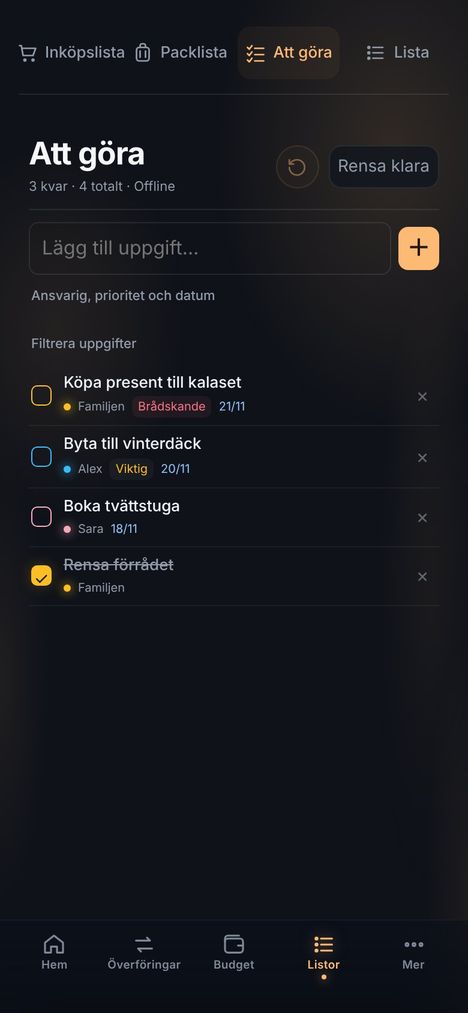 Inköpslista Packlista Att göra Lista
Att göra
3 kvar · 4 totalt · Offline
Rensa klara
Lägg till uppgift...
Ansvarig, prioritet och datum
Filtrera uppgifter
Köpa present till kalaset
Familjen Brådskande 21/11
Byta till vinterdäck
Alex Viktig 20/11
Boka tvättstuga
Sara 18/11
Rensa förrådet
Familjen
Hem Överföringar Budget Listor Mer